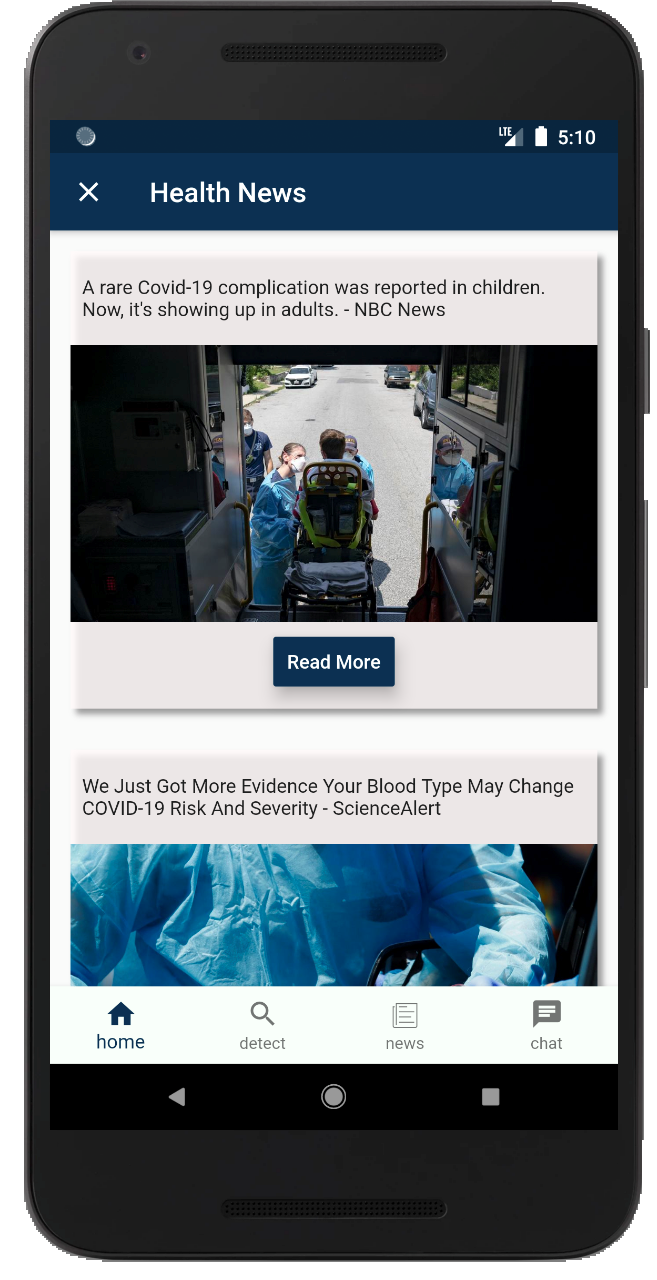 LTE 5:10
Health News
A rare Covid-19 complication was reported in children.
Now, it's showing up in adults. - NBC News
Read More
We Just Got More Evidence Your Blood Type May Change
COVID-19 Risk And Severity - ScienceAlert
home detect news chat